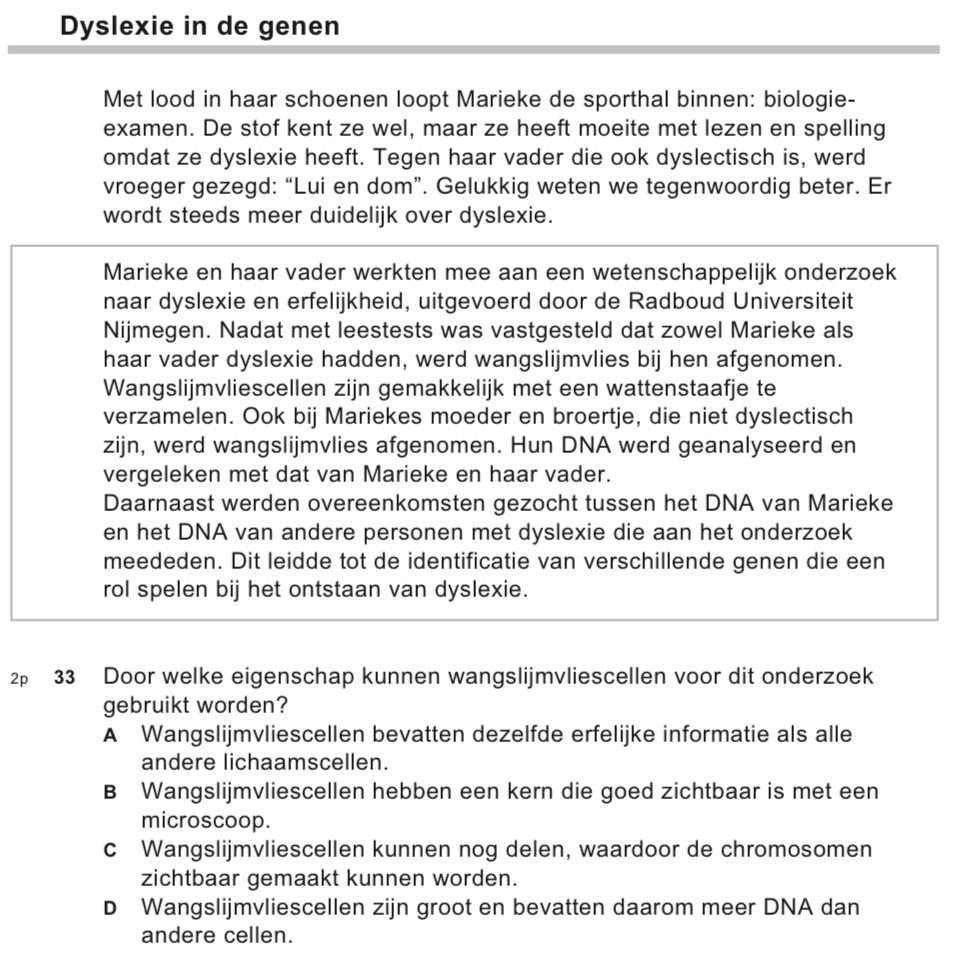 Dyslexie in de genen
Met lood in haar schoenen loopt Marieke de sporthal binnen: biologie-
examen. De stof kent ze wel, maar ze heeft moeite met lezen en spelling
omdat ze dyslexie heeft. Tegen haar vader die ook dyslectisch is, werd
vroeger gezegd: “Lui en dom”. Gelukkig weten we tegenwoordig beter. Er
wordt steeds meer duidelijk over dyslexie.
Marieke en haar vader werkten mee aan een wetenschappelijk onderzoek
naar dyslexie en erfelijkheid, uitgevoerd door de Radboud Universiteit
Nijmegen. Nadat met leestests was vastgesteld dat zowel Marieke als
haar vader dyslexie hadden, werd wangslijmvlies bij hen afgenomen.
Wangslijmvliescellen zijn gemakkelijk met een wattenstaafje te
verzamelen. Ook bij Mariekes moeder en broertje, die niet dyslectisch
zijn, werd wangslijmvlies afgenomen. Hun DNA werd geanalyseerd en
vergeleken met dat van Marieke en haar vader.
Daarnaast werden overeenkomsten gezocht tussen het DNA van Marieke
en het DNA van andere personen met dyslexie die aan het onderzoek
meededen. Dit leidde tot de identificatie van verschillende genen die een
rol spelen bij het ontstaan van dyslexie.
2p 33 Door welke eigenschap kunnen wangslijmvliescellen voor dit onderzoek
gebruikt worden?
A Wangslijmvliescellen bevatten dezelfde erfelijke informatie als alle
andere lichaamscellen.
B Wangslijmvliescellen hebben een kern die goed zichtbaar is met een
microscoop.
C Wangslijmvliescellen kunnen nog delen, waardoor de chromosomen
zichtbaar gemaakt kunnen worden.
D Wangslijmvliescellen zijn groot en bevatten daarom meer DNA dan
andere cellen.